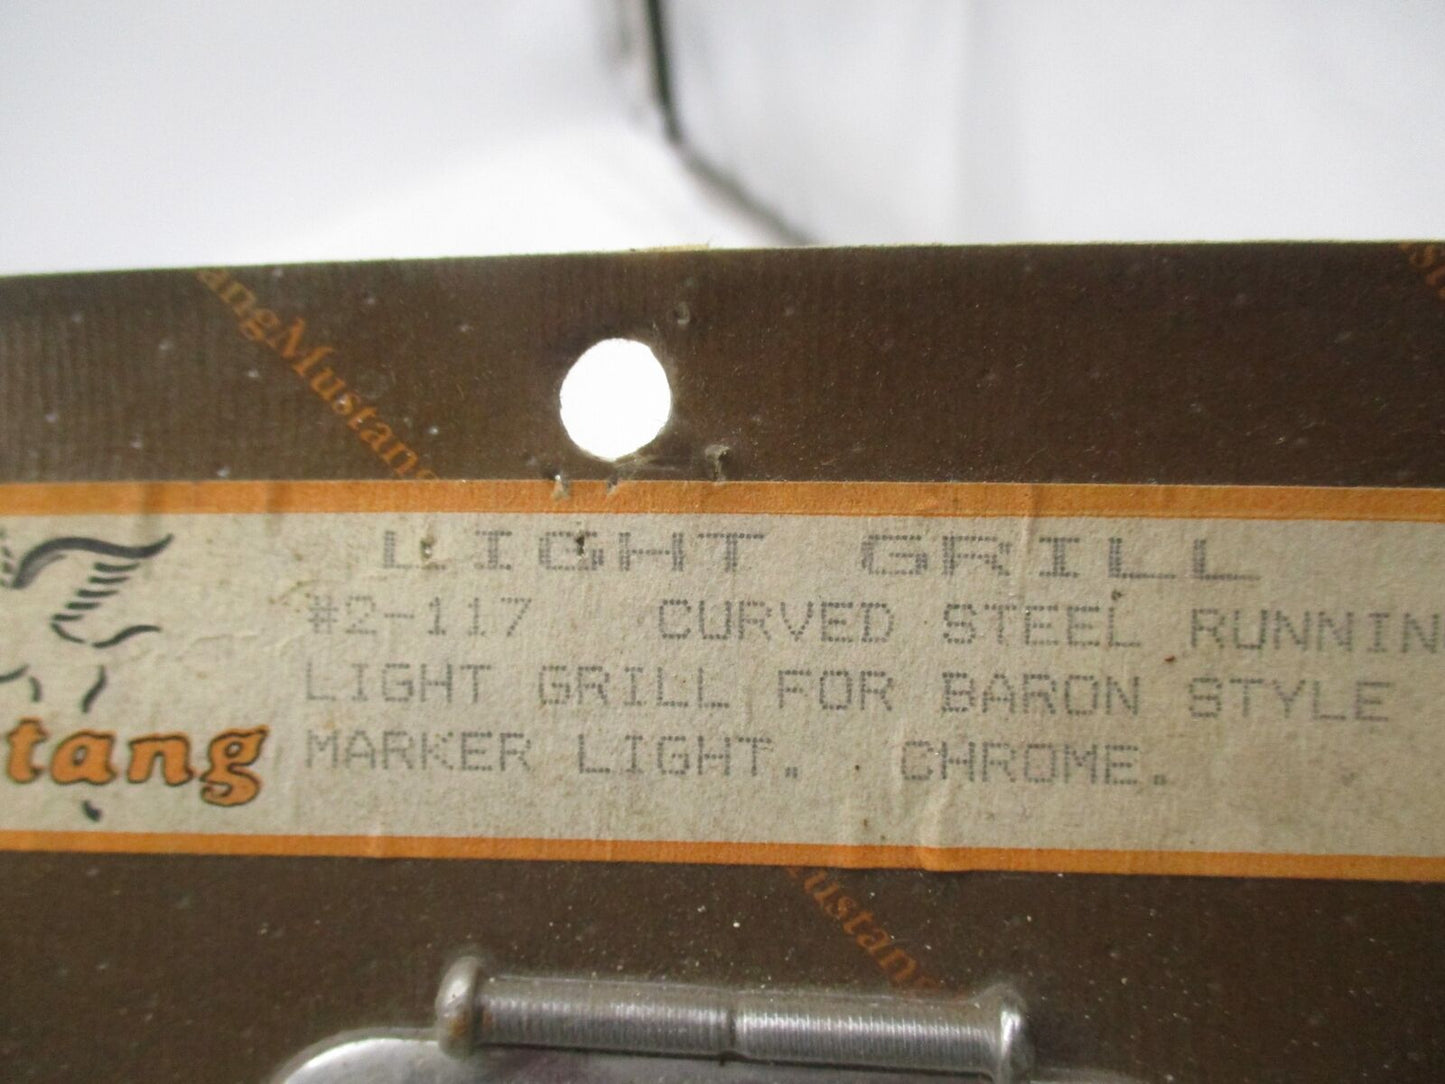 angMustang
LIGHT GRILL
#2-117 CURVED STEEL RUNNIN
LIGHT GRILL FOR BARON STYLE
MARKER LIGHT. CHROME.
tang
Mustang